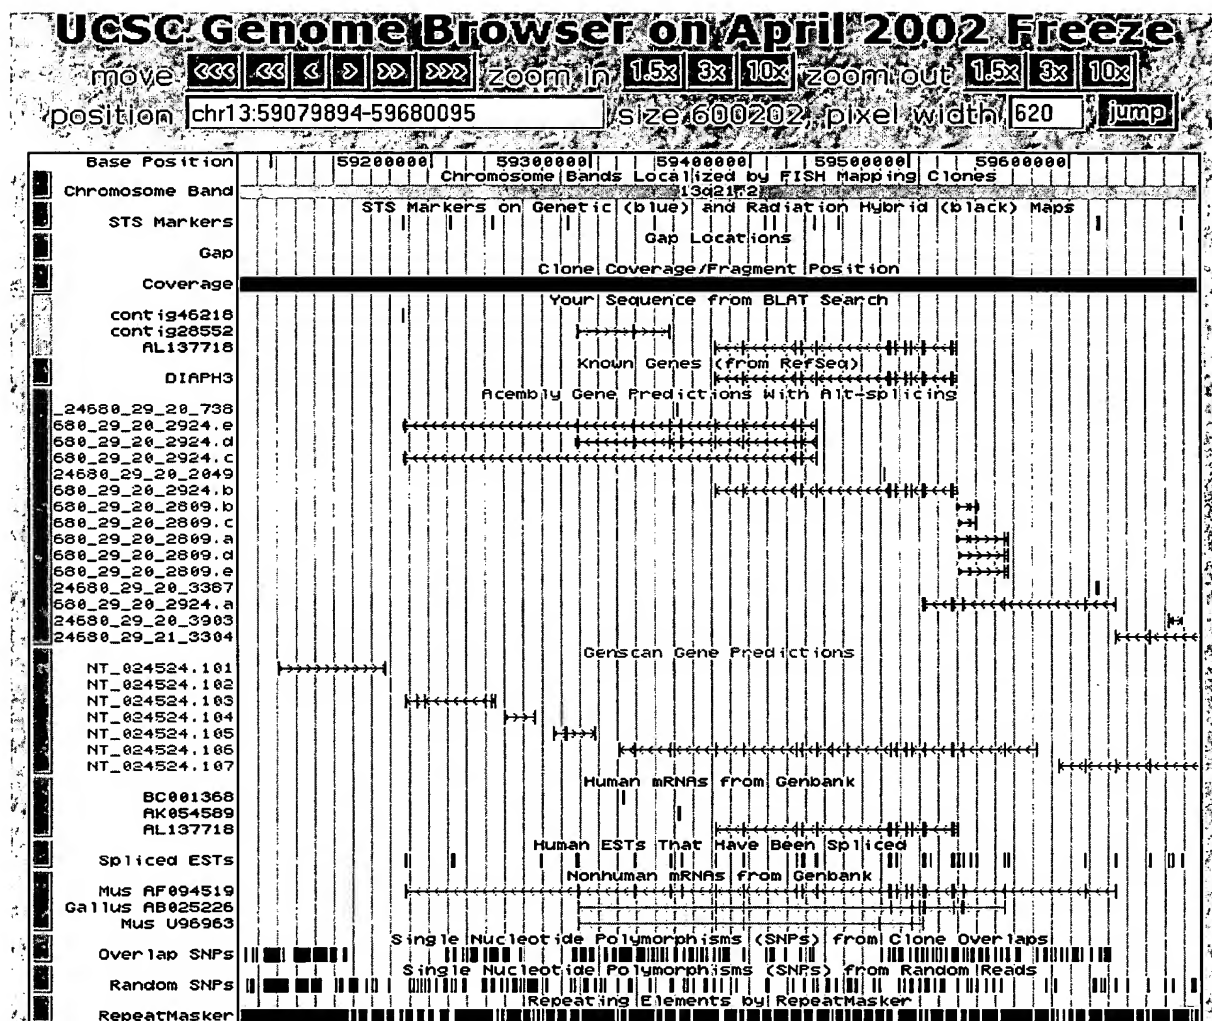 UCSC Genome Browser on April 2002 Freeze
move <<< << < > >> >>> zoom in 1.5x 3x 10x zoom out 1.5x 3x 10x
position chr13:59079894-59680095 size 600202, pixel width 620 jump
Base Position 59200000 59300000 59400000 59500000 59600000
Chromosome Bands Localized by FISH Mapping Clones
Chromosome Band 13q21.2
STS Markers on Genetic (blue) and Radiation Hybrid (black) Maps
STS Markers
Gap Locations
Gap
Clone Coverage/Fragment Position
Coverage
Your Sequence from BLAT Search
contig46218
contig28552
AL137718
Known Genes (from RefSeq)
DIAPH3
Acembly Gene Predictions With Alt-splicing
_24680_29_20_738
680_29_20_2924.e
680_29_20_2924.d
680_29_20_2924.c
24680_29_20_2049
680_29_20_2924.b
680_29_20_2809.b
680_29_20_2809.c
680_29_20_2809.a
680_29_20_2809.d
680_29_20_2809.e
24680_29_20_3367
680_29_20_2924.a
24680_29_20_3903
24680_29_21_3304
Genscan Gene Predictions
NT_024524.101
NT_024524.102
NT_024524.103
NT_024524.104
NT_024524.105
NT_024524.106
NT_024524.107
Human mRNAs from Genbank
BC001368
AK054589
AL137718
Human ESTs That Have Been Spliced
Spliced ESTs
Nonhuman mRNAs from Genbank
Mus AF094519
Gallus AB025226
Mus U96963
Single Nucleotide Polymorphisms (SNPs) from Clone Overlaps
Overlap SNPs
Single Nucleotide Polymorphisms (SNPs) from Random Reads
Random SNPs
Repeating Elements by RepeatMasker
RepeatMasker